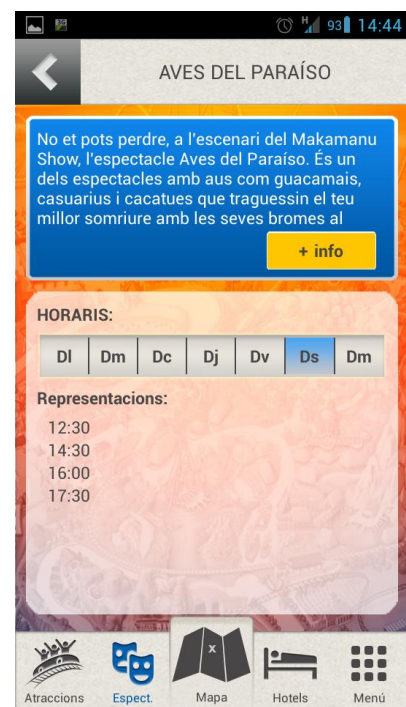 H 93 14:44
AVES DEL PARAÍSO
No et pots perdre, a l'escenari del Makamanu
Show, l'espectacle Aves del Paraíso. És un
dels espectacles amb aus com guacamais,
casuarius i cacatues que traguessin el teu
millor somriure amb les seves bromes al
+ info
HORARIS:
Dl Dm Dc Dj Dv Ds Dm
Representacions:
12:30
14:30
16:00
17:30
x
Atraccions Espect. Mapa Hotels Menú